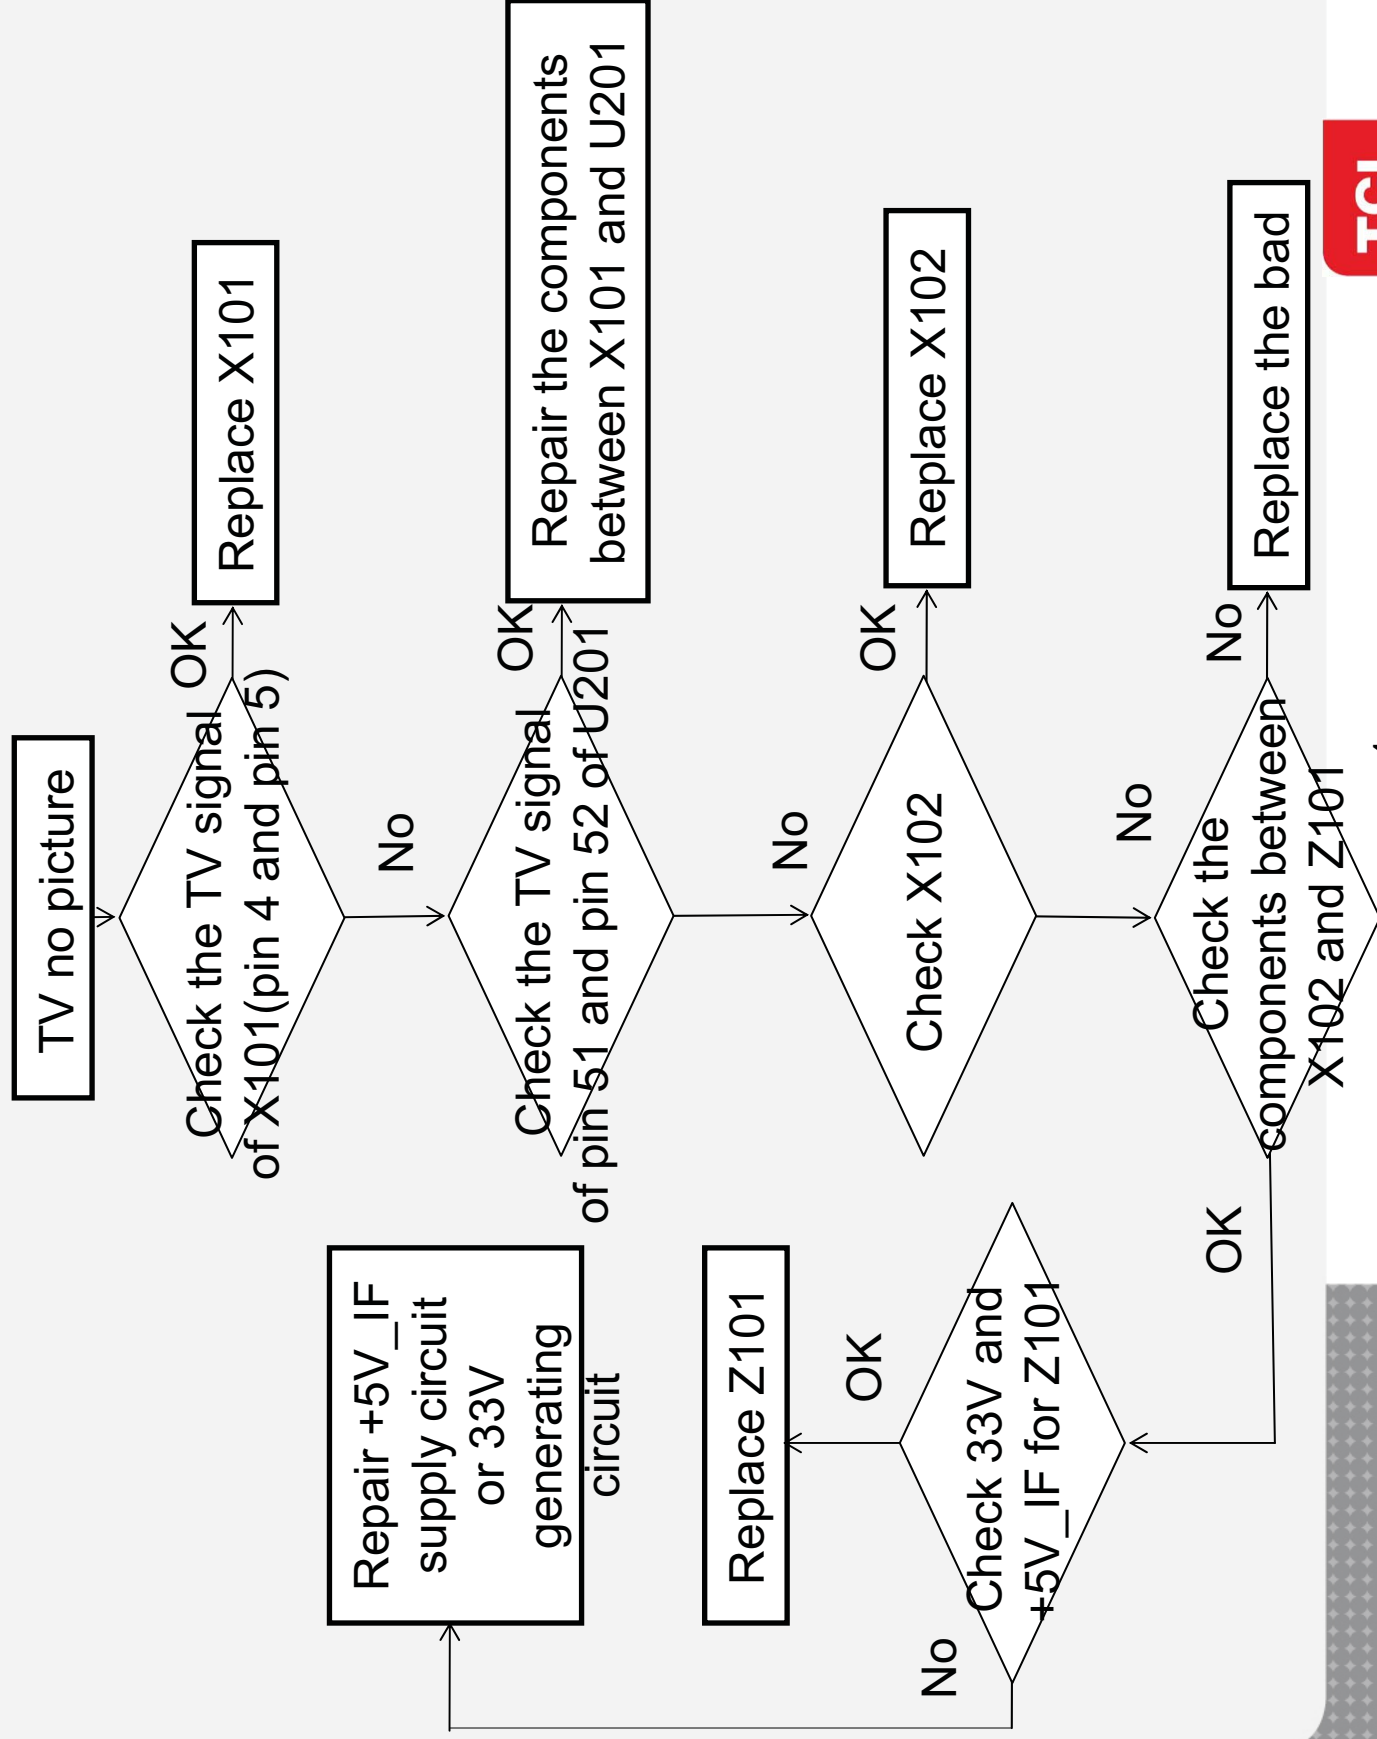 TV no picture
Check the TV signal
of X101(pin 4 and pin 5)
OK
Replace X101
No
Check the TV signal
of pin 51 and pin 52 of U201
OK
Repair the components
between X101 and U201
No
Check X102
OK
Replace X102
No
Check the
components between
X102 and Z101
No
Replace the bad
OK
Check 33V and
+5V_IF for Z101
OK
Replace Z101
No
Repair +5V_IF
supply circuit
or 33V
generating
circuit